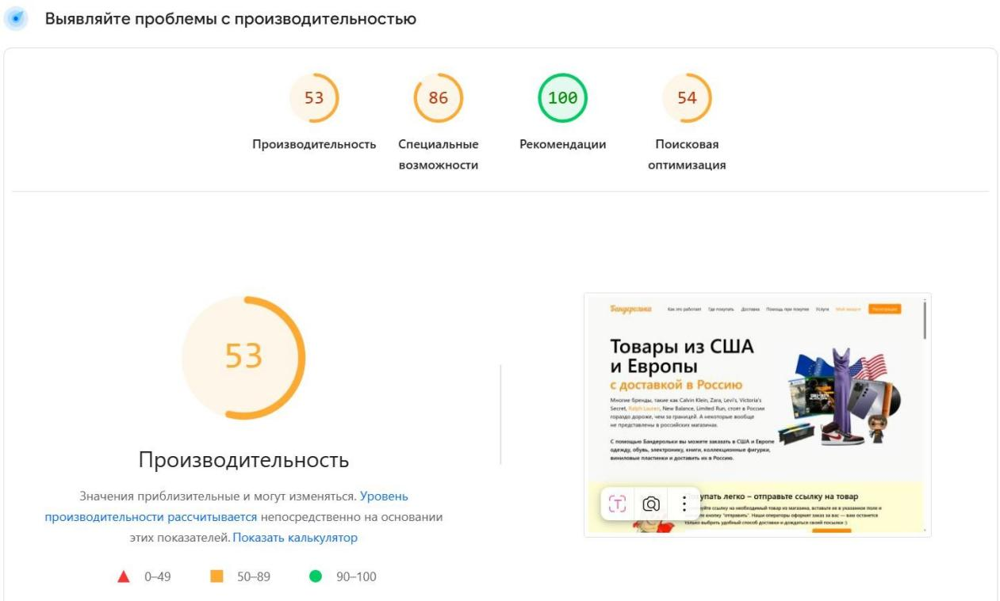 Выявляйте проблемы с производительностью
53
86
100
54
Производительность
Специальные
возможности
Рекомендации
Поисковая
оптимизация
53
Производительность
Значения приблизительные и могут изменяться. Уровень
производительности рассчитывается непосредственно на основании
этих показателей. Показать калькулятор
0–49
50–89
90–100
Бандеролька
Как это работает Где покупать Доставка Помощь при покупке Услуги Мой аккаунт
Товары из США
и Европы
с доставкой в Россию
Многие бренды, такие как Calvin Klein, Zara, Levi's, Victoria's
Secret, Ralph Lauren, New Balance, Limited Run, стоят в России
гораздо дороже, чем за границей. А некоторые вообще
не представлены в российских магазинах.
С помощью Бандерольки вы можете заказать в США и Европе
одежду, обувь, электронику, книги, коллекционные фигурки,
виниловые пластинки и доставить их в Россию.
упать легко – отправьте ссылку на товар
ссылку на необходимый товар из магазина, вставьте ее в указанное поле и
кнопку "отправить". Наши операторы оформят заказ за вас — вам останется
только выбрать удобный способ доставки и дождаться своей посылки :)